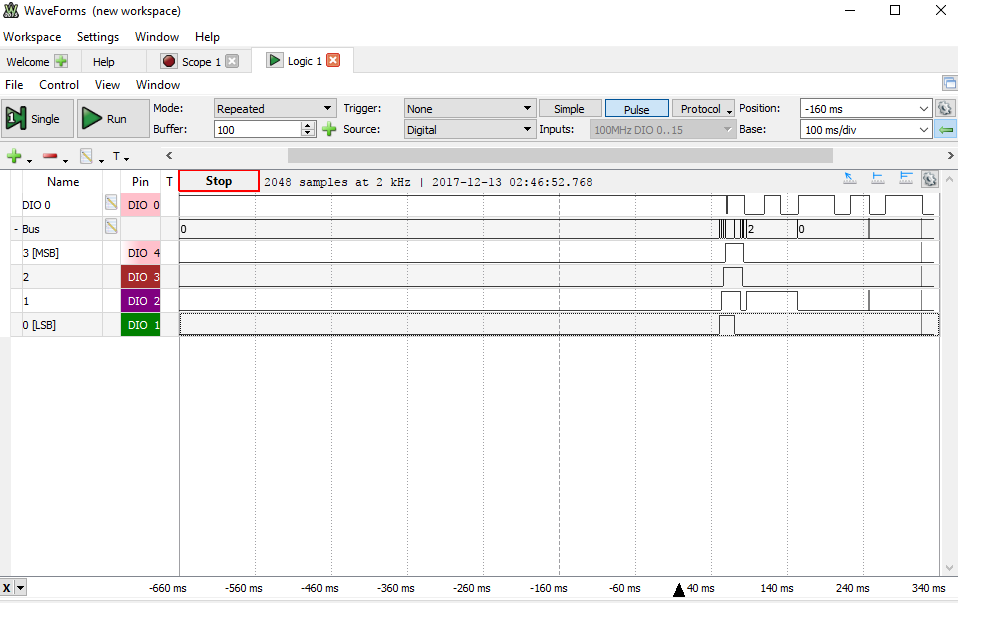 WaveForms (new workspace)
Workspace Settings Window Help
Welcome Help Scope 1 Logic 1
File Control View Window
Single Run Mode: Repeated Trigger: None Simple Pulse Protocol Position: -160 ms
Buffer: 100 Source: Digital Inputs: 100MHz DIO 0..15 Base: 100 ms/div
T
Name Pin T Stop 2048 samples at 2 kHz | 2017-12-13 02:46:52.768
DIO 0 DIO 0
- Bus 0 2 0
3 [MSB] DIO 4
2 DIO 3
1 DIO 2
0 [LSB] DIO 1
X -660 ms -560 ms -460 ms -360 ms -260 ms -160 ms -60 ms 40 ms 140 ms 240 ms 340 ms